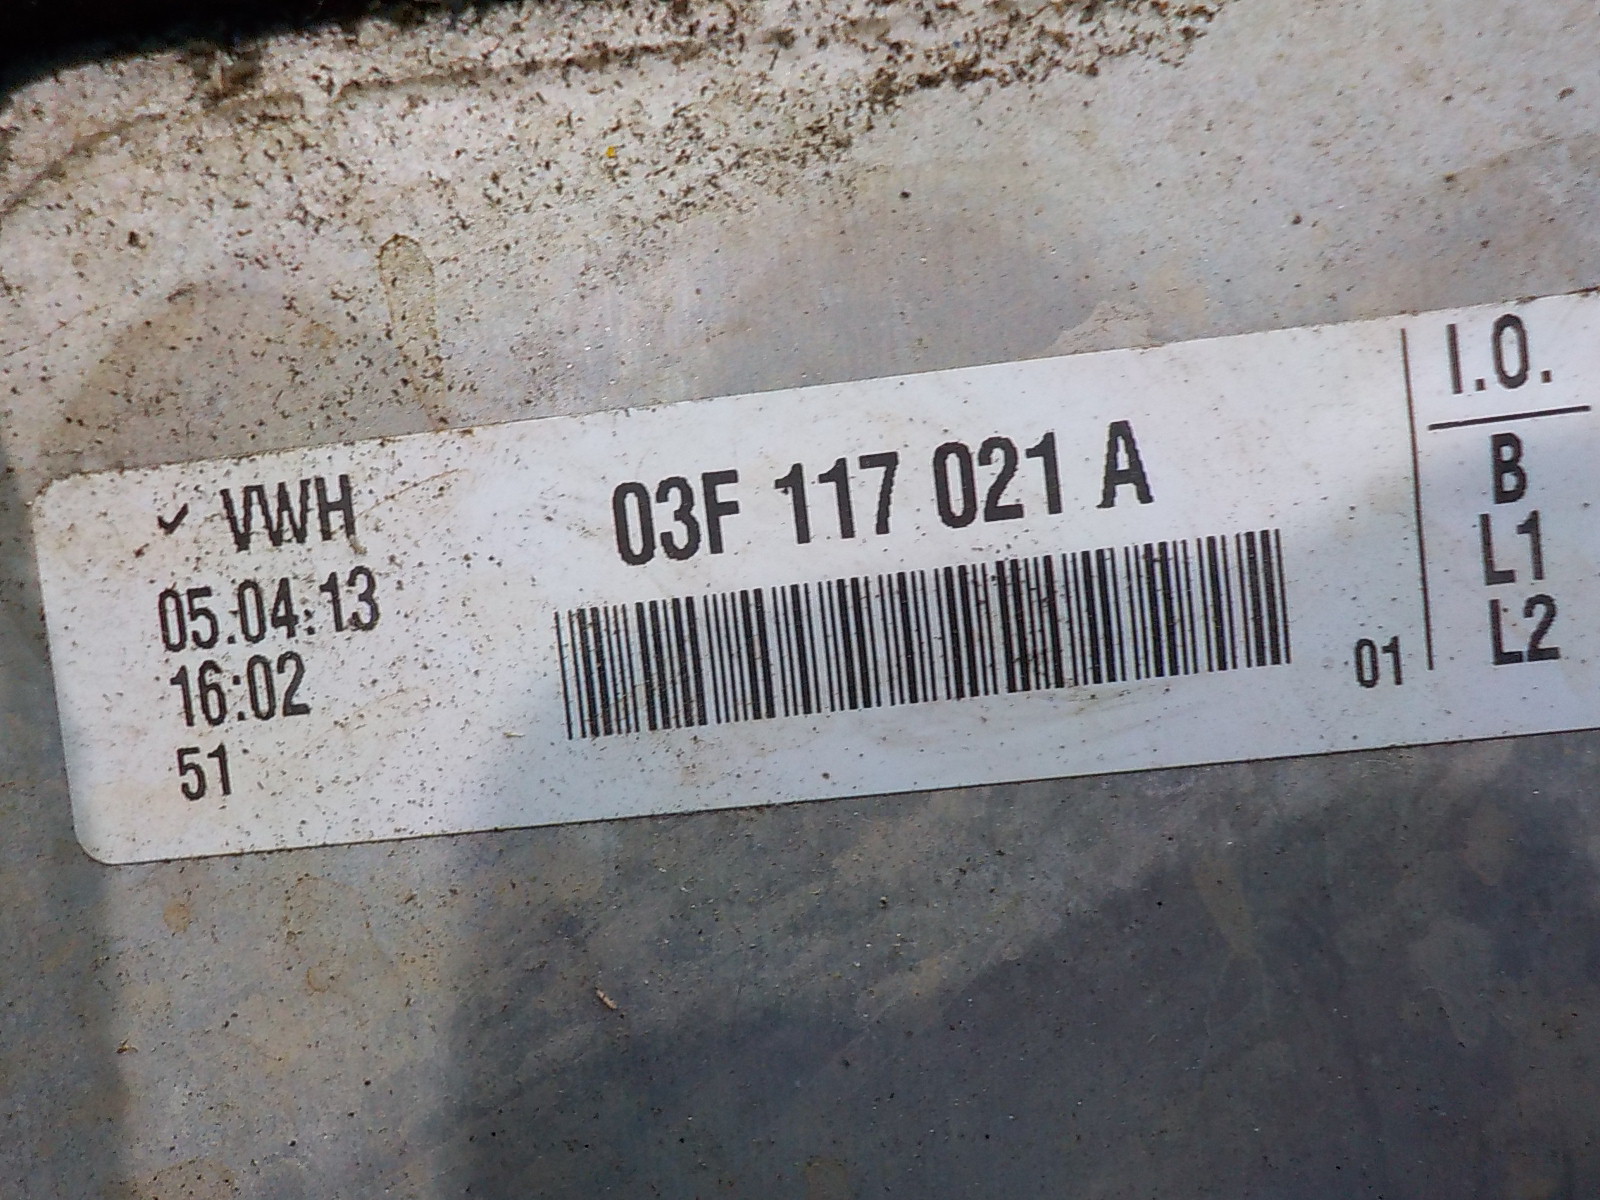 VWH
05.04.13
16:02
51
03F 117 021 A
01
I.O.
B
L1
L2